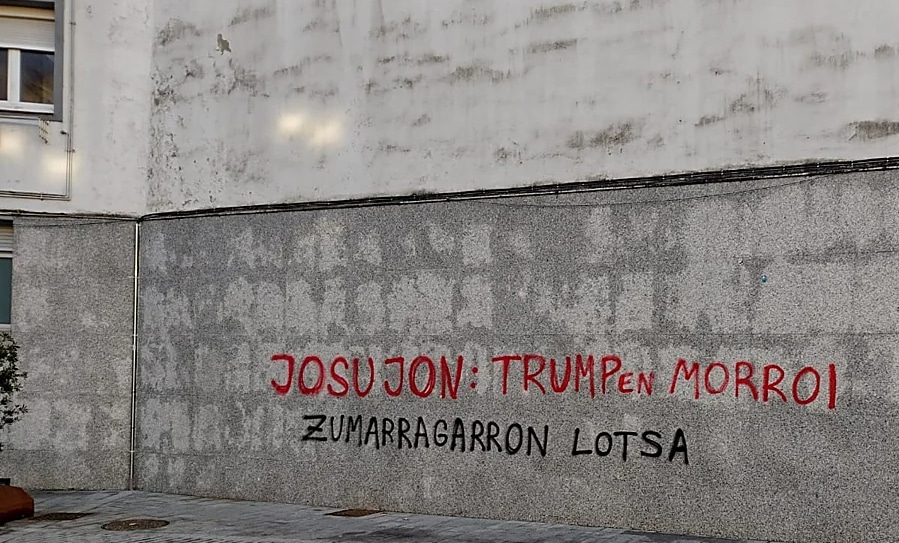 JOSU JON: TRUMPEN MORROI
ZUMARRAGARRON LOTSA